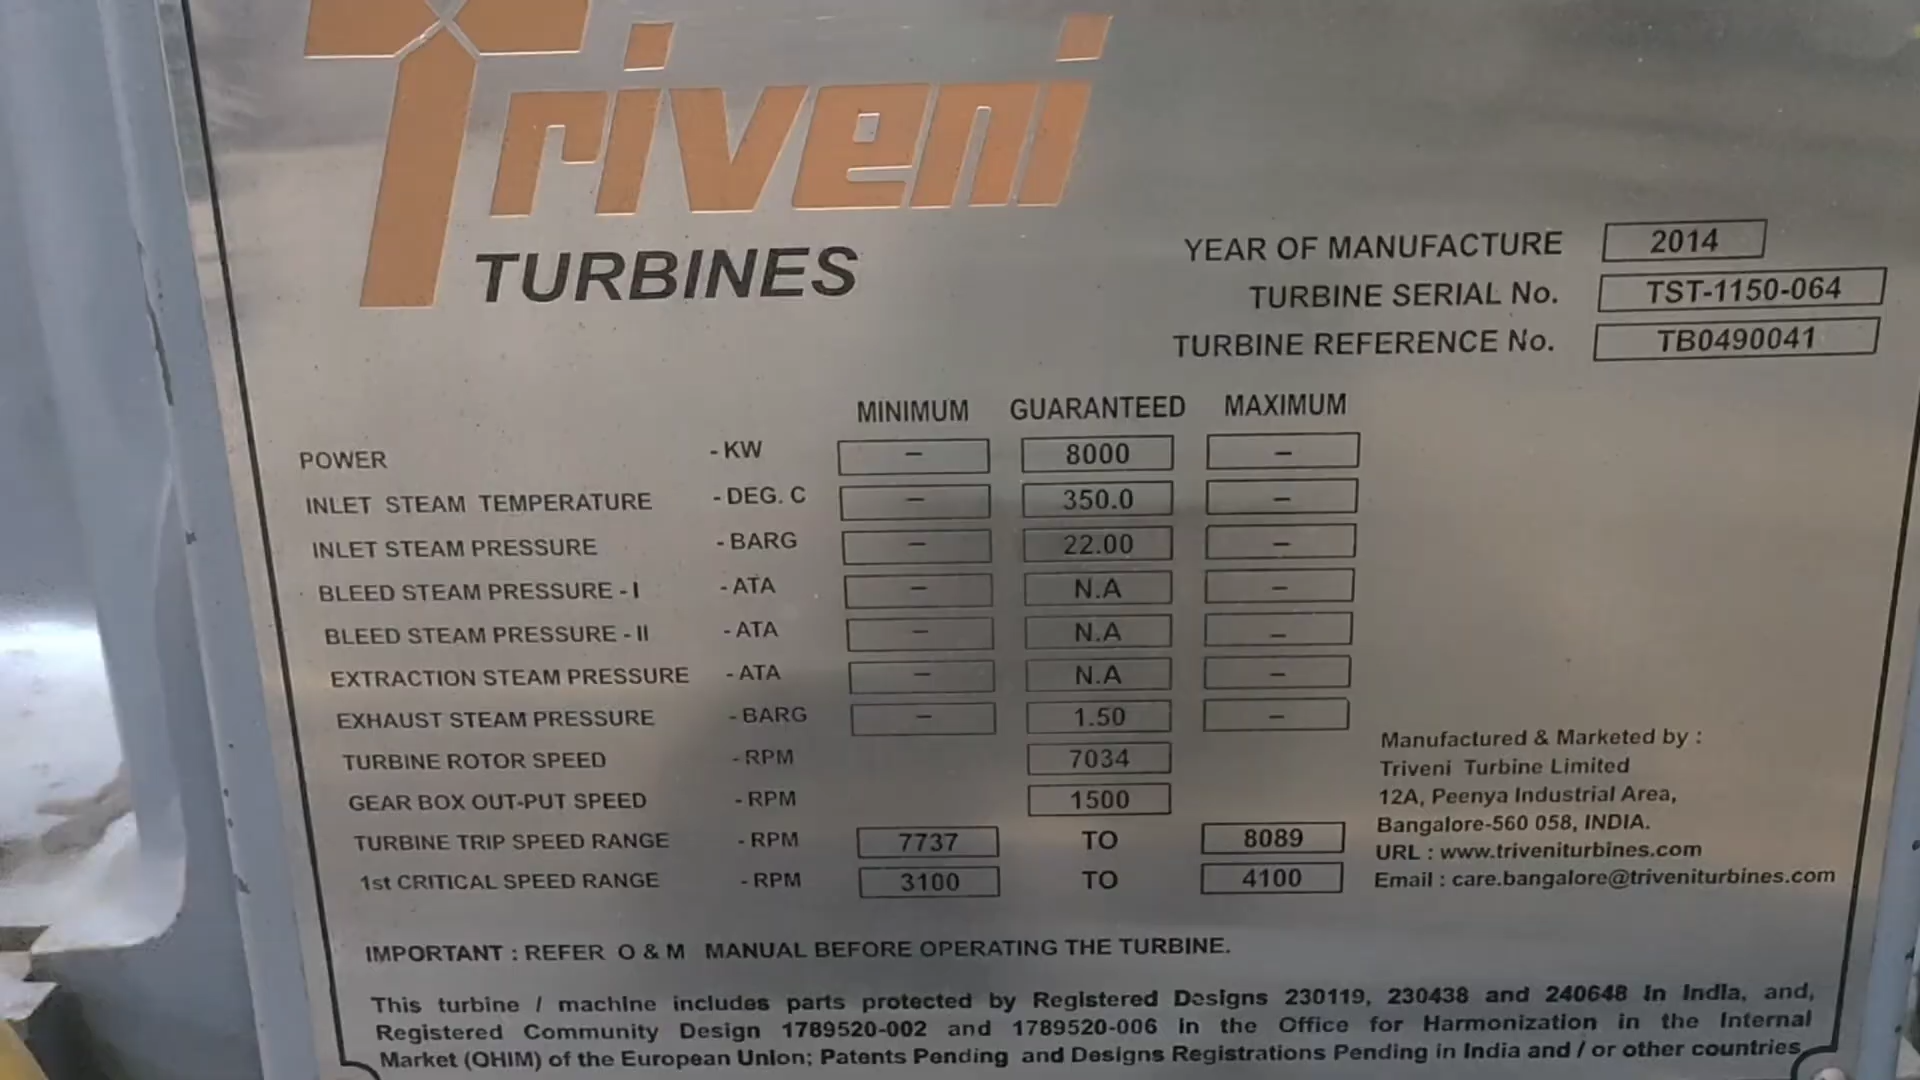 Triveni
TURBINES
YEAR OF MANUFACTURE 2014
TURBINE SERIAL No. TST-1150-064
TURBINE REFERENCE No. TB0490041
MINIMUM GUARANTEED MAXIMUM
POWER - KW – 8000 –
INLET STEAM TEMPERATURE - DEG. C – 350.0 –
INLET STEAM PRESSURE - BARG – 22.00 –
BLEED STEAM PRESSURE - I - ATA – N.A –
BLEED STEAM PRESSURE - II - ATA – N.A –
EXTRACTION STEAM PRESSURE - ATA – N.A –
EXHAUST STEAM PRESSURE - BARG – 1.50 –
TURBINE ROTOR SPEED - RPM 7034
GEAR BOX OUT-PUT SPEED - RPM 1500
TURBINE TRIP SPEED RANGE - RPM 7737 TO 8089
1st CRITICAL SPEED RANGE - RPM 3100 TO 4100
Manufactured & Marketed by :
Triveni Turbine Limited
12A, Peenya Industrial Area,
Bangalore-560 058, INDIA.
URL : www.triveniturbines.com
Email : care.bangalore@triveniturbines.com
IMPORTANT : REFER O & M MANUAL BEFORE OPERATING THE TURBINE.
This turbine / machine includes parts protected by Registered Designs 230119, 230438 and 240648 in India, and,
Registered Community Design 1789520-002 and 1789520-006 in the Office for Harmonization in the Internal
Market (OHIM) of the European Union; Patents Pending and Designs Registrations Pending in India and / or other countries